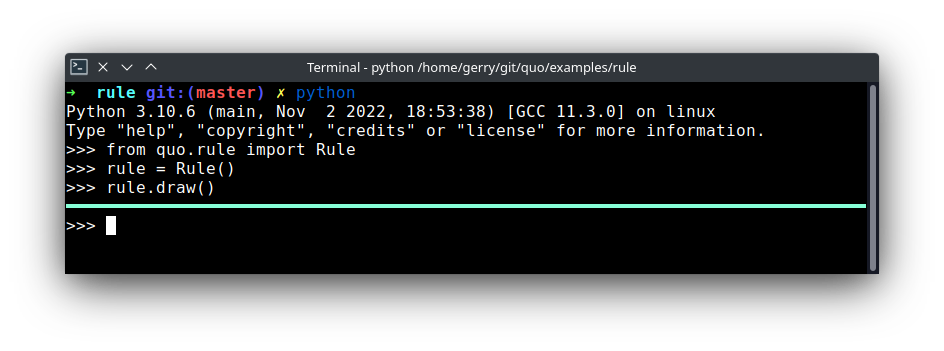 Terminal - python /home/gerry/git/quo/examples/rule
➜  rule git:(master) ✗ python
Python 3.10.6 (main, Nov  2 2022, 18:53:38) [GCC 11.3.0] on linux
Type "help", "copyright", "credits" or "license" for more information.
>>> from quo.rule import Rule
>>> rule = Rule()
>>> rule.draw()
>>>